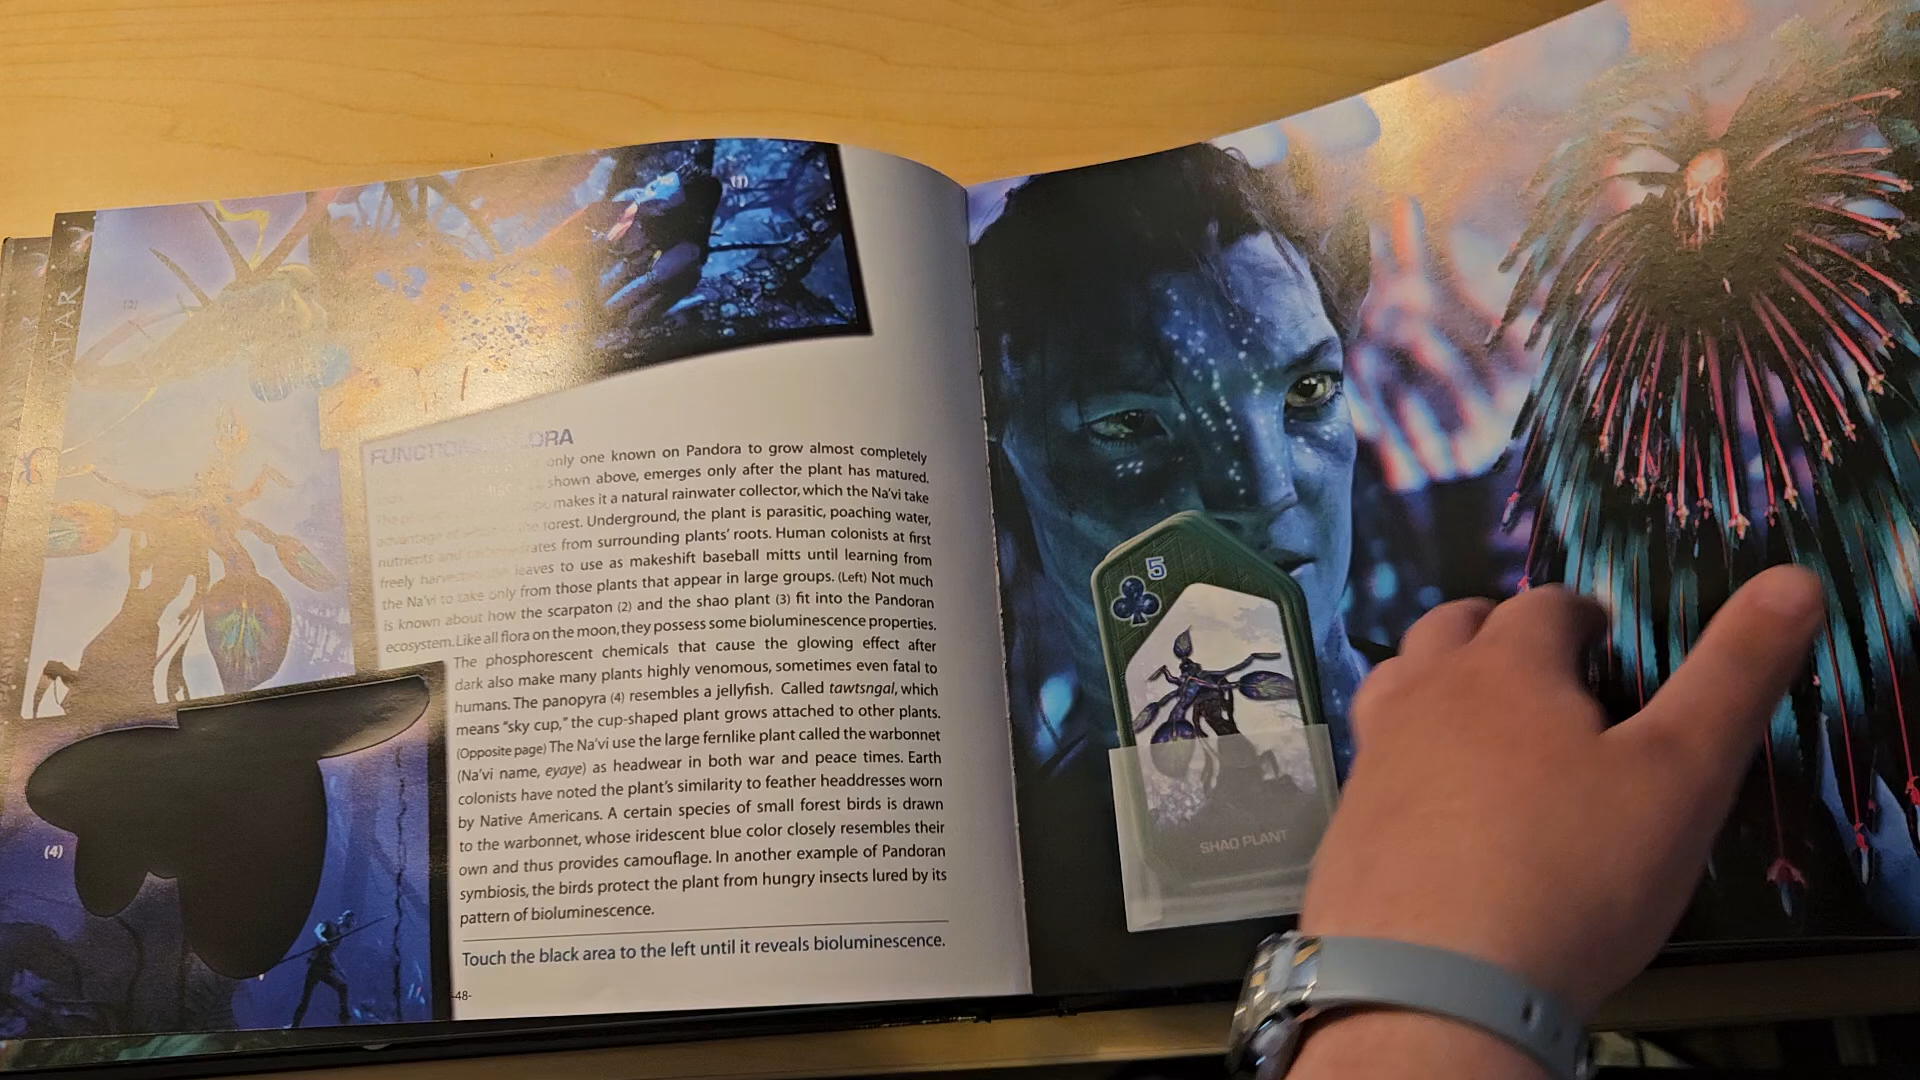 (1)
(2)
AVATAR
FUNCTION
only one known on Pandora to grow almost completely
shown above, emerges only after the plant has matured.
makes it a natural rainwater collector, which the Na'vi take
advantage forest. Underground, the plant is parasitic, poaching water,
nutrients and from surrounding plants' roots. Human colonists at first
freely leaves to use as makeshift baseball mitts until learning from
the Na'vi to take only from those plants that appear in large groups. (Left) Not much
is known about how the scarpaton (2) and the shao plant (3) fit into the Pandoran
ecosystem. Like all flora on the moon, they possess some bioluminescence properties.
The phosphorescent chemicals that cause the glowing effect after
dark also make many plants highly venomous, sometimes even fatal to
humans. The panopyra (4) resembles a jellyfish. Called tawtsngal, which
means "sky cup," the cup-shaped plant grows attached to other plants.
(Opposite page) The Na'vi use the large fernlike plant called the warbonnet
(Na'vi name, eyaye) as headwear in both war and peace times. Earth
colonists have noted the plant's similarity to feather headdresses worn
by Native Americans. A certain species of small forest birds is drawn
to the warbonnet, whose iridescent blue color closely resembles their
own and thus provides camouflage. In another example of Pandoran
symbiosis, the birds protect the plant from hungry insects lured by its
pattern of bioluminescence.
Touch the black area to the left until it reveals bioluminescence.
-48-
(4)
5
SHAO PLANT